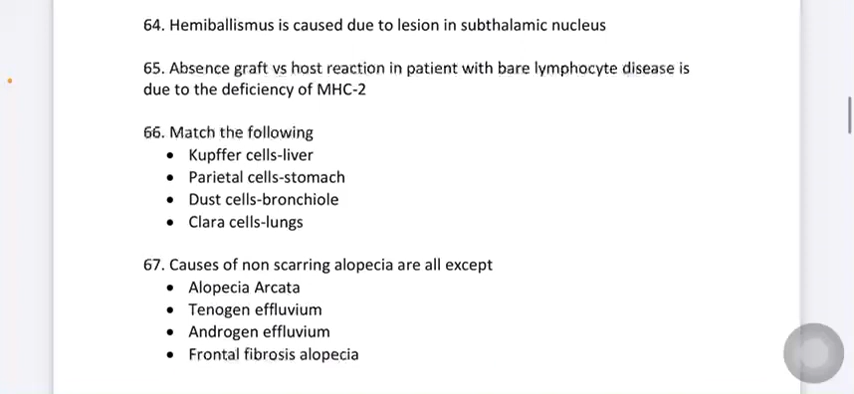 64. Hemiballismus is caused due to lesion in subthalamic nucleus
65. Absence graft vs host reaction in patient with bare lymphocyte disease is
due to the deficiency of MHC-2
66. Match the following
• Kupffer cells-liver
• Parietal cells-stomach
• Dust cells-bronchiole
• Clara cells-lungs
67. Causes of non scarring alopecia are all except
• Alopecia Arcata
• Tenogen effluvium
• Androgen effluvium
• Frontal fibrosis alopecia